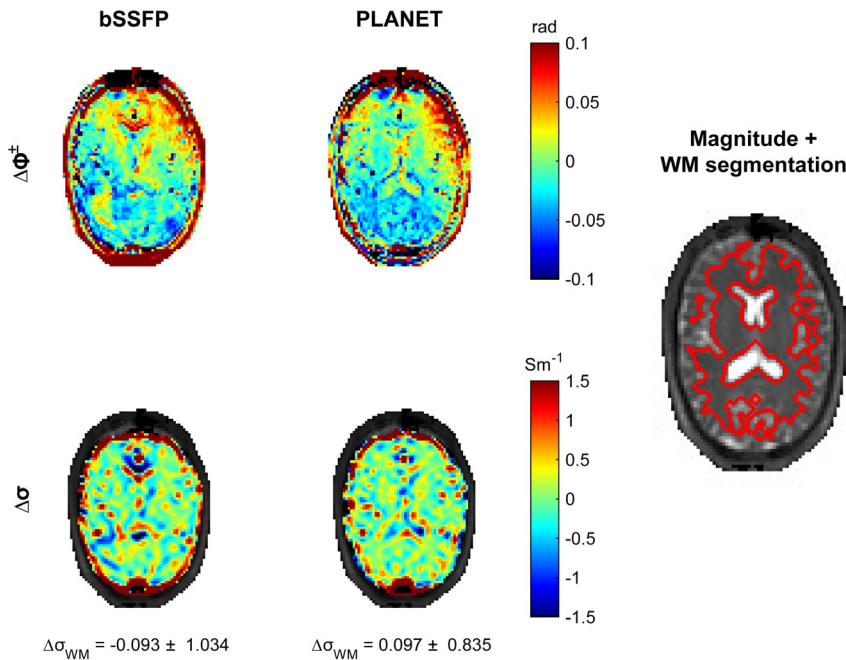 bSSFP
PLANET
rad
0.1
0.05
0
-0.05
-0.1
ΔΦ±
Magnitude +
WM segmentation
Sm⁻¹
1.5
1
0.5
0
-0.5
-1
-1.5
Δσ
Δσ_WM = -0.093 ± 1.034
Δσ_WM = 0.097 ± 0.835